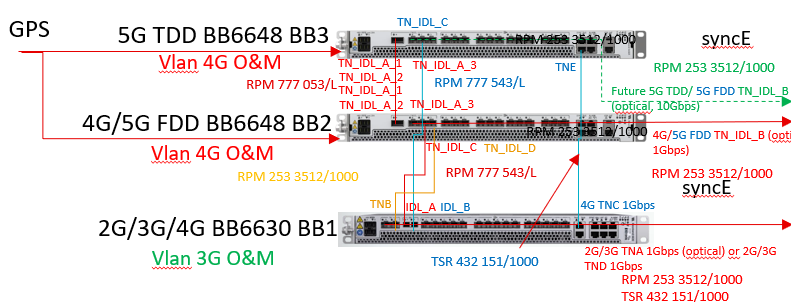 TN_IDL_C
GPS
5G TDD BB6648 BB3
RPM 253 3512/1000
syncE
Vlan 4G O&M
TN_IDL_A_1
TN_IDL_A_3
TNE
RPM 253 3512/1000
TN_IDL_A_2
RPM 777 053/L
RPM 777 543/L
TN_IDL_A_1
Future 5G TDD/ 5G FDD TN_IDL_B
(optical, 10Gbps)
TN_IDL_A_2
TN_IDL_A_3
4G/5G FDD BB6648 BB2
RPM 253 3512/1000
4G/5G FDD TN_IDL_B (opti
1Gbps)
Vlan 4G O&M
TN_IDL_C
TN_IDL_D
RPM 253 3512/1000
RPM 777 543/L
RPM 253 3512/1000
syncE
TNB
IDL_A
IDL_B
4G TNC 1Gbps
2G/3G/4G BB6630 BB1
Vlan 3G O&M
TSR 432 151/1000
2G/3G TNA 1Gbps (optical) or 2G/3G
TND 1Gbps
RPM 253 3512/1000
TSR 432 151/1000